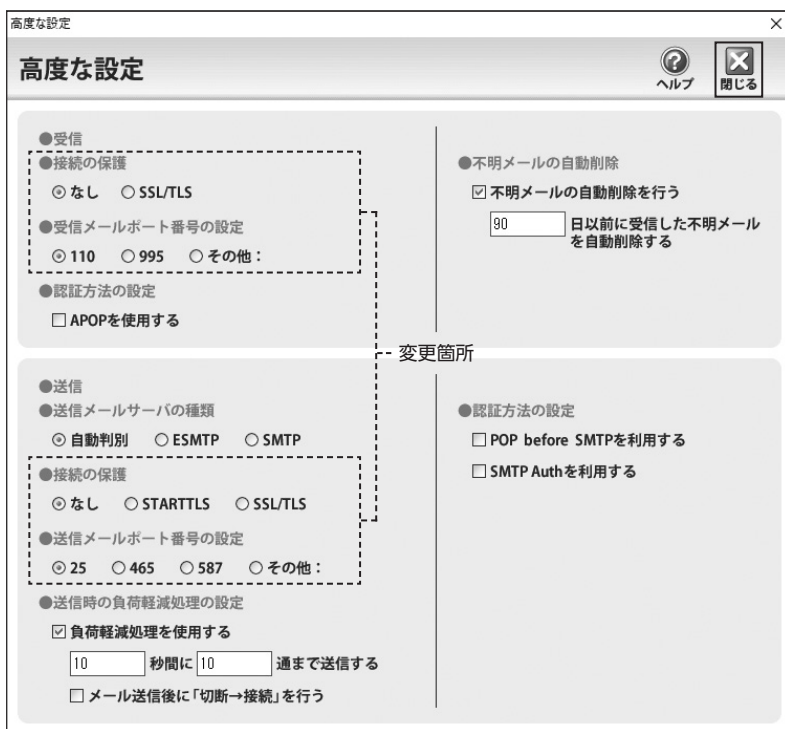 高度な設定
高度な設定
ヘルプ
閉じる
●受信
●接続の保護
なし SSL/TLS
●受信メールポート番号の設定
110 995 その他：
●認証方法の設定
APOPを使用する
●不明メールの自動削除
不明メールの自動削除を行う
90 日以前に受信した不明メール
を自動削除する
変更箇所
●送信
●送信メールサーバの種類
自動判別 ESMTP SMTP
●接続の保護
なし STARTTLS SSL/TLS
●送信メールポート番号の設定
25 465 587 その他：
●送信時の負荷軽減処理の設定
負荷軽減処理を使用する
10 秒間に 10 通まで送信する
メール送信後に「切断→接続」を行う
●認証方法の設定
POP before SMTPを利用する
SMTP Authを利用する